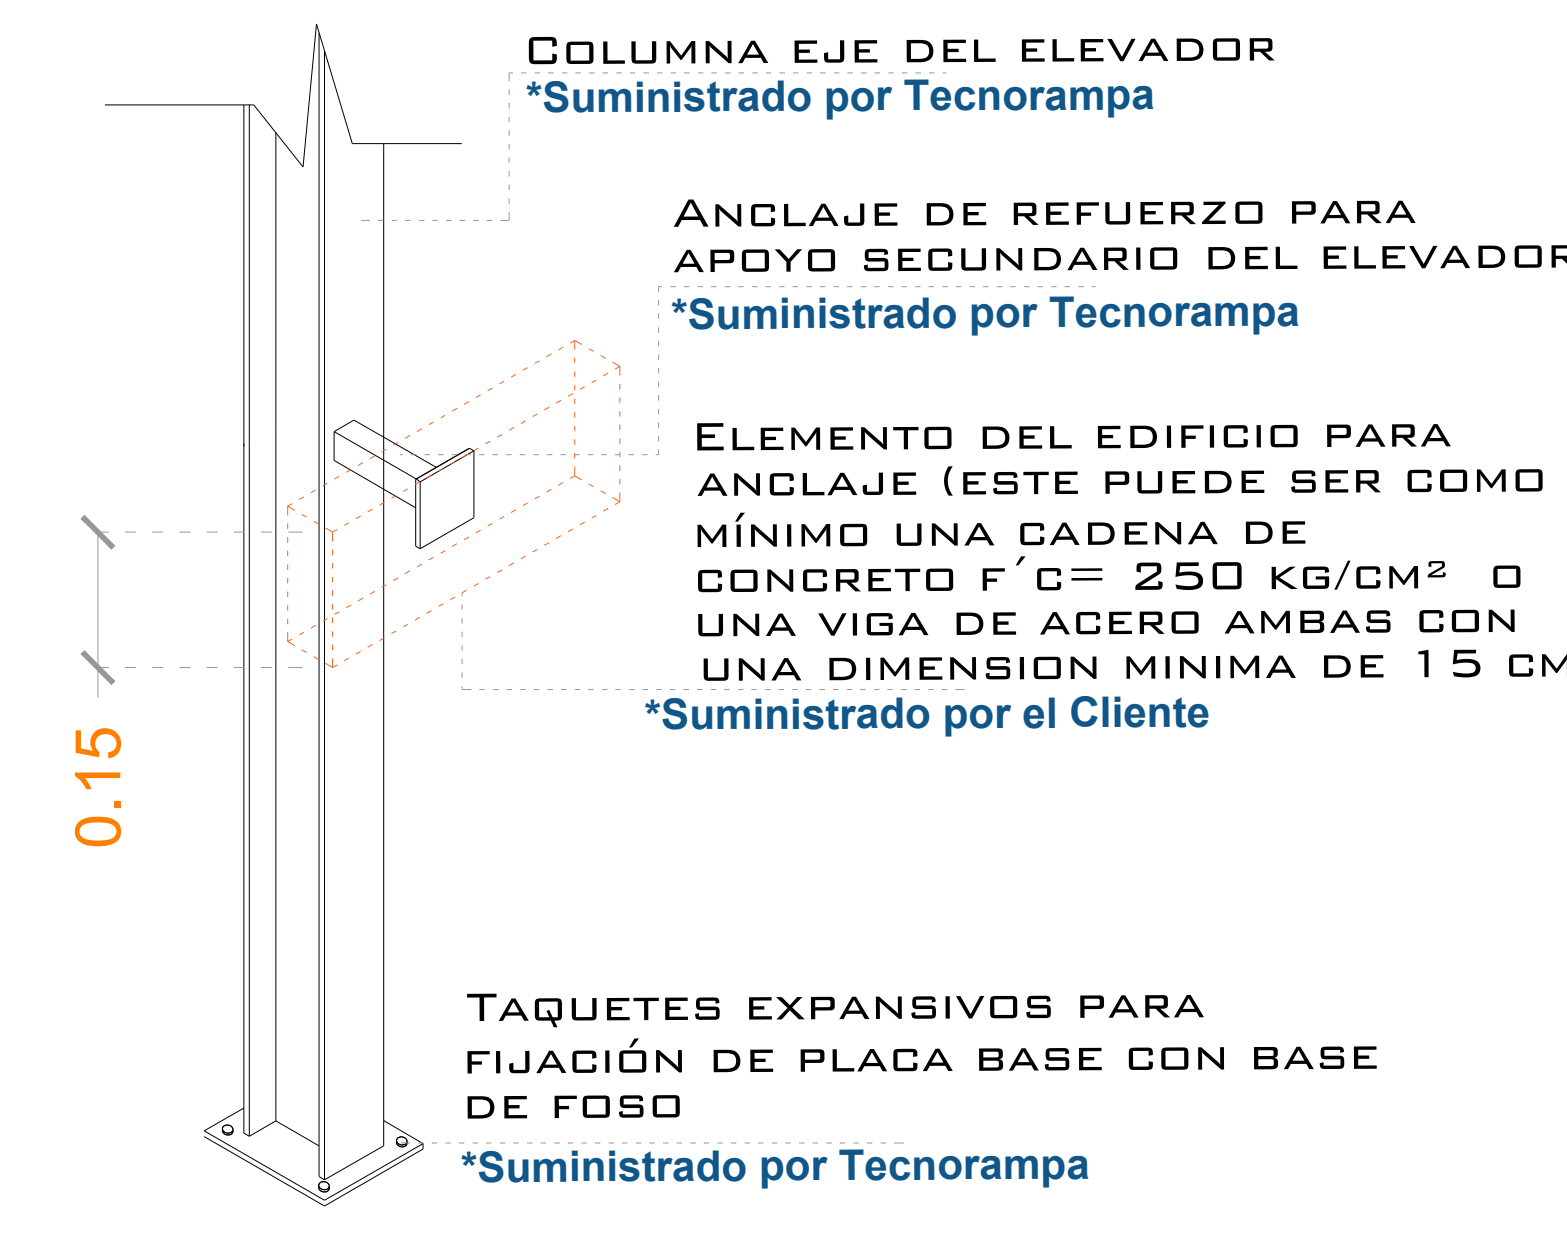 Columna eje del elevador
*Suministrado por Tecnorampa
Anclaje de refuerzo para
apoyo secundario del elevador
*Suministrado por Tecnorampa
Elemento del edificio para
anclaje (este puede ser como
mínimo una cadena de
concreto f´c= 250 kg/cm²  o
una viga de acero ambas con
una dimension minima de 15 cm
*Suministrado por el Cliente
0.15
Taquetes expansivos para
fijación de placa base con base
de foso
*Suministrado por Tecnorampa